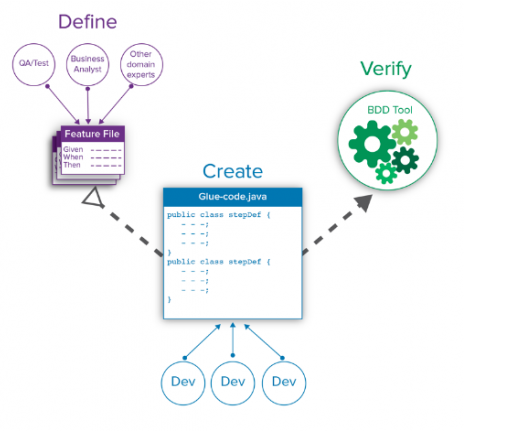 Define
QA/Test
Business
Analyst
Other
domain
experts
Feature File
Given
When
Then
Verify
BDD Tool
Create
Glue-code.java
public class stepDef {
- - -;
- - -;
- - -;
}
public class stepDef {
- - -;
- - -;
- - -;
}
Dev
Dev
Dev